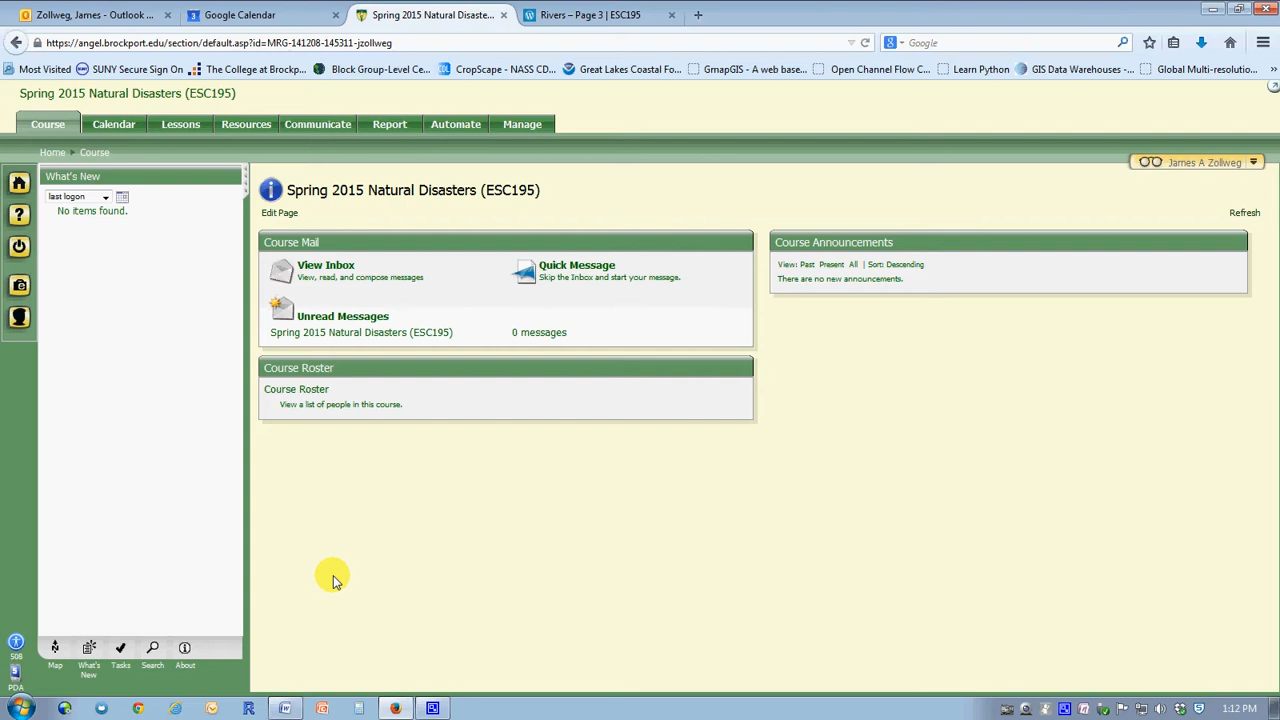 Zollweg, James - Outlook ... × Google Calendar × Spring 2015 Natural Disaste... × Rivers – Page 3 | ESC195 × +
https://angel.brockport.edu/section/default.asp?id=MRG-141208-145311-jzollweg Google
Most Visited SUNY Secure Sign On The College at Brockp... Block Group-Level Ce... CropScape - NASS CD... Great Lakes Coastal Fo... GmapGIS - A web base... Open Channel Flow C... Learn Python GIS Data Warehouses -... Global Multi-resolutio... »
Spring 2015 Natural Disasters (ESC195)
Course Calendar Lessons Resources Communicate Report Automate Manage
Home Course
James A Zollweg
What's New
last logon
No items found.
Spring 2015 Natural Disasters (ESC195)
Edit Page Refresh
Course Mail
View Inbox
View, read, and compose messages
Quick Message
Skip the Inbox and start your message.
Unread Messages
Spring 2015 Natural Disasters (ESC195) 0 messages
Course Roster
Course Roster
View a list of people in this course.
Course Announcements
View: Past Present All | Sort: Descending
There are no new announcements.
508
PDA
Map What's New Tasks Search About
1:12 PM